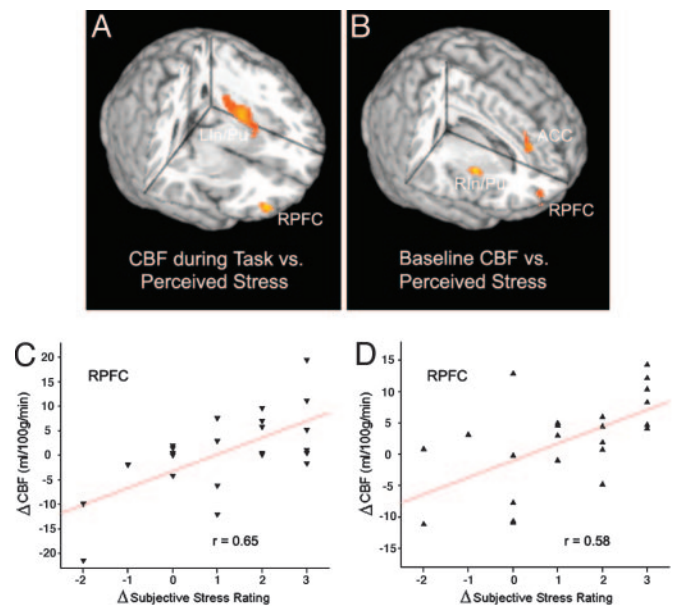 A
LIn/Pu
RPFC
CBF during Task vs.
Perceived Stress
B
ACC
RIn/Pu
RPFC
Baseline CBF vs.
Perceived Stress
C
RPFC
ΔCBF (ml/100g/min)
20
15
10
5
0
-5
-10
-15
-20
r = 0.65
-2 -1 0 1 2 3
Δ Subjective Stress Rating
D
RPFC
ΔCBF (ml/100g/min)
15
10
5
0
-5
-10
-15
r = 0.58
-2 -1 0 1 2 3
Δ Subjective Stress Rating